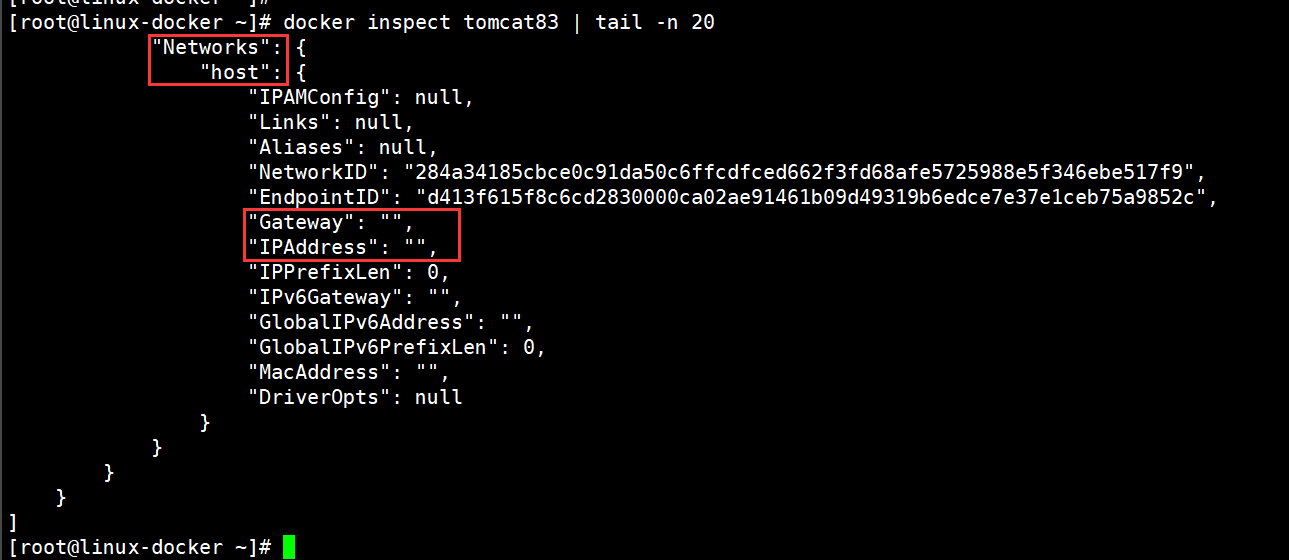 [root@linux-docker ~]#
[root@linux-docker ~]# docker inspect tomcat83 | tail -n 20
            "Networks": {
                "host": {
                    "IPAMConfig": null,
                    "Links": null,
                    "Aliases": null,
                    "NetworkID": "284a34185cbce0c91da50c6ffcdfced662f3fd68afe5725988e5f346ebe517f9",
                    "EndpointID": "d413f615f8c6cd2830000ca02ae91461b09d49319b6edce7e37e1ceb75a9852c",
                    "Gateway": "",
                    "IPAddress": "",
                    "IPPrefixLen": 0,
                    "IPv6Gateway": "",
                    "GlobalIPv6Address": "",
                    "GlobalIPv6PrefixLen": 0,
                    "MacAddress": "",
                    "DriverOpts": null
                }
            }
        }
    }
]
[root@linux-docker ~]#